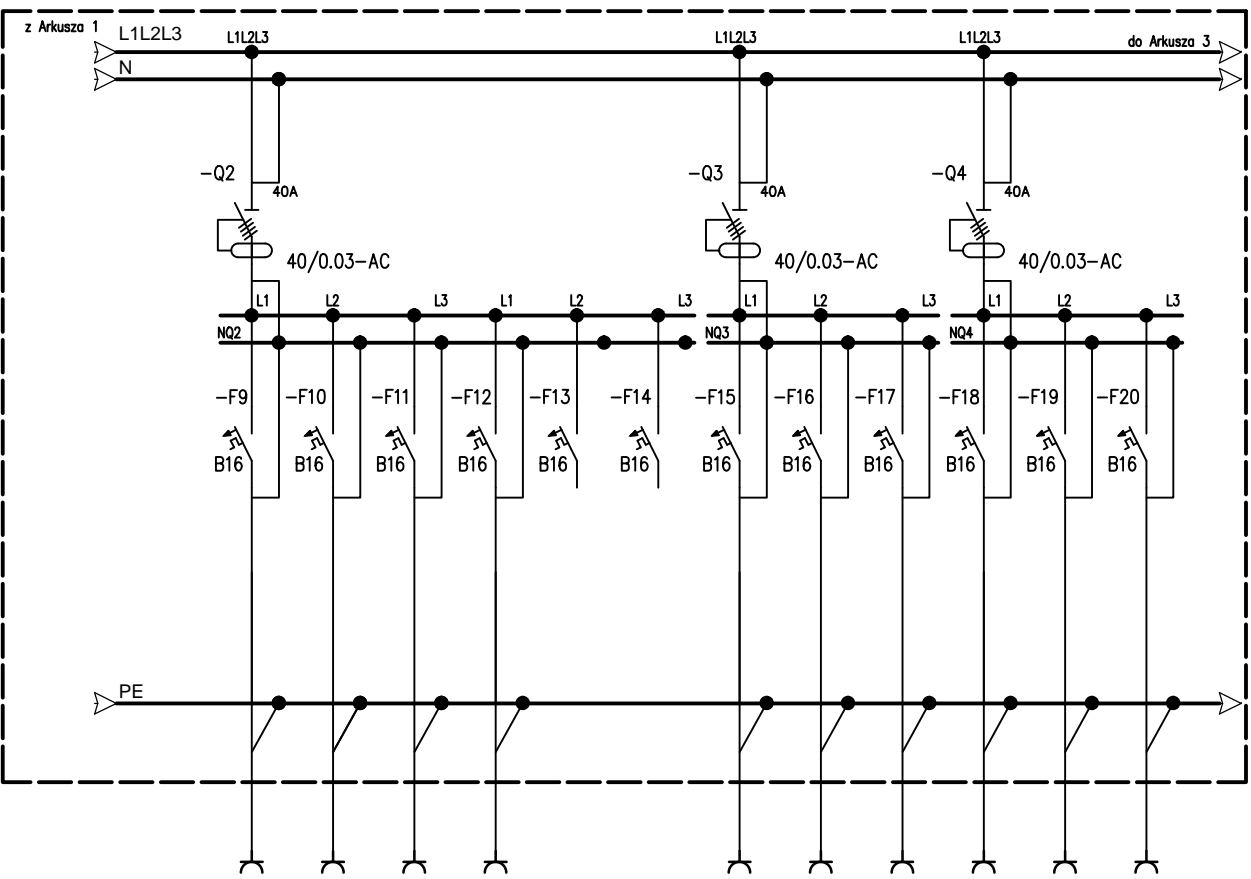 z Arkusza 1
L1L2L3
L1L2L3
L1L2L3
L1L2L3
do Arkusza 3
N
-Q2
40A
-Q3
40A
-Q4
40A
40/0.03-AC
40/0.03-AC
40/0.03-AC
L1
L2
L3
L1
L2
L3
L1
L2
L3
L1
L2
L3
NQ2
NQ3
NQ4
-F9
-F10
-F11
-F12
-F13
-F14
-F15
-F16
-F17
-F18
-F19
-F20
B16
B16
B16
B16
B16
B16
B16
B16
B16
B16
B16
B16
PE